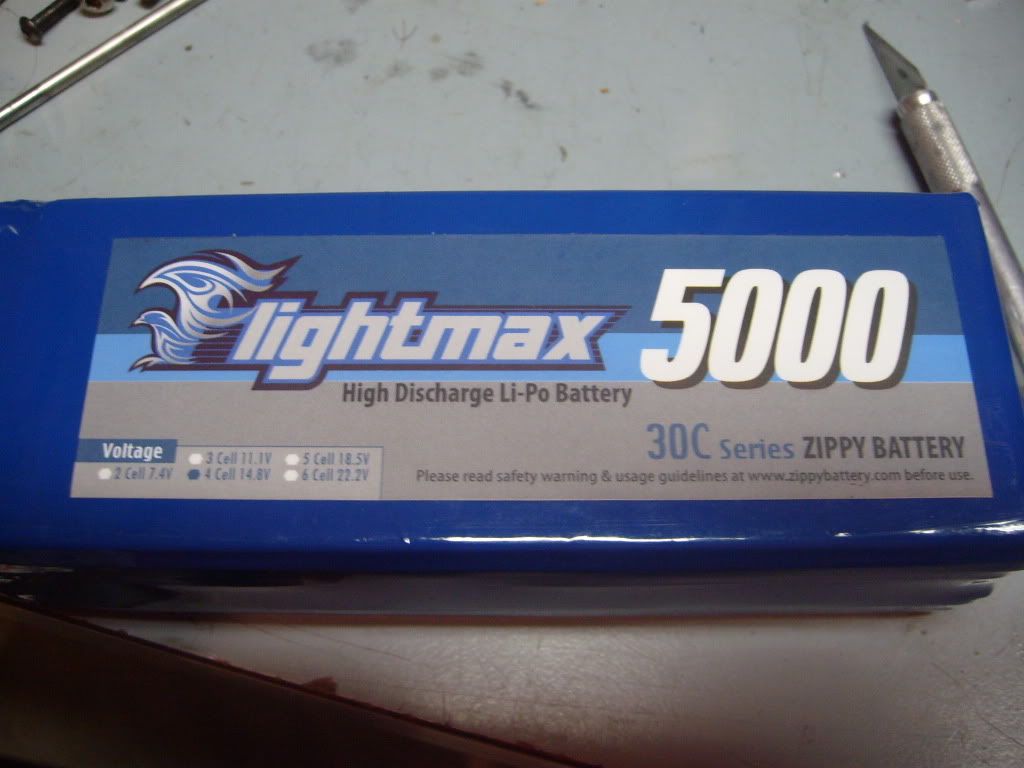 Flightmax 5000
High Discharge Li-Po Battery
30C Series ZIPPY BATTERY
Voltage
3 Cell 11.1V 5 Cell 18.5V
2 Cell 7.4V 4 Cell 14.8V 6 Cell 22.2V
Please read safety warning & usage guidelines at www.zippybattery.com before use.